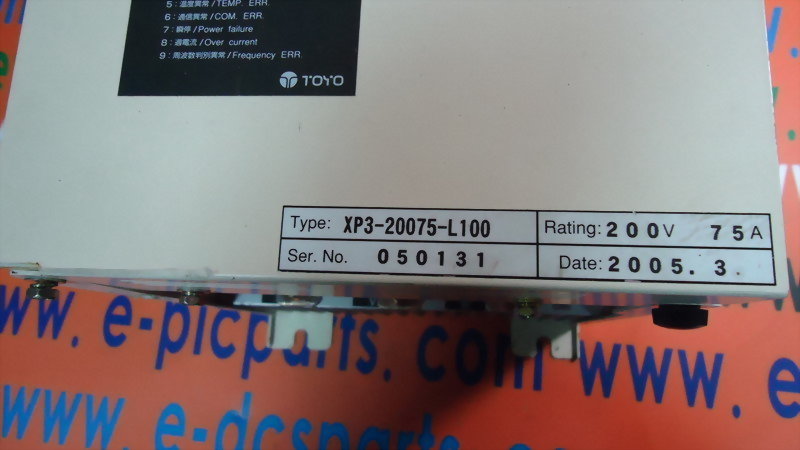 5：温度異常/TEMP. ERR.
6：通信異常/COM. ERR.
7：瞬停/Power failure
8：過電流/Over current
9：周波数判別異常/Frequency ERR.
TOYO
Type: XP3-20075-L100 Rating: 200V 75A
Ser. No. 050131 Date: 2005. 3
w. e-picparts. com www. e
w. e-dcsparts.